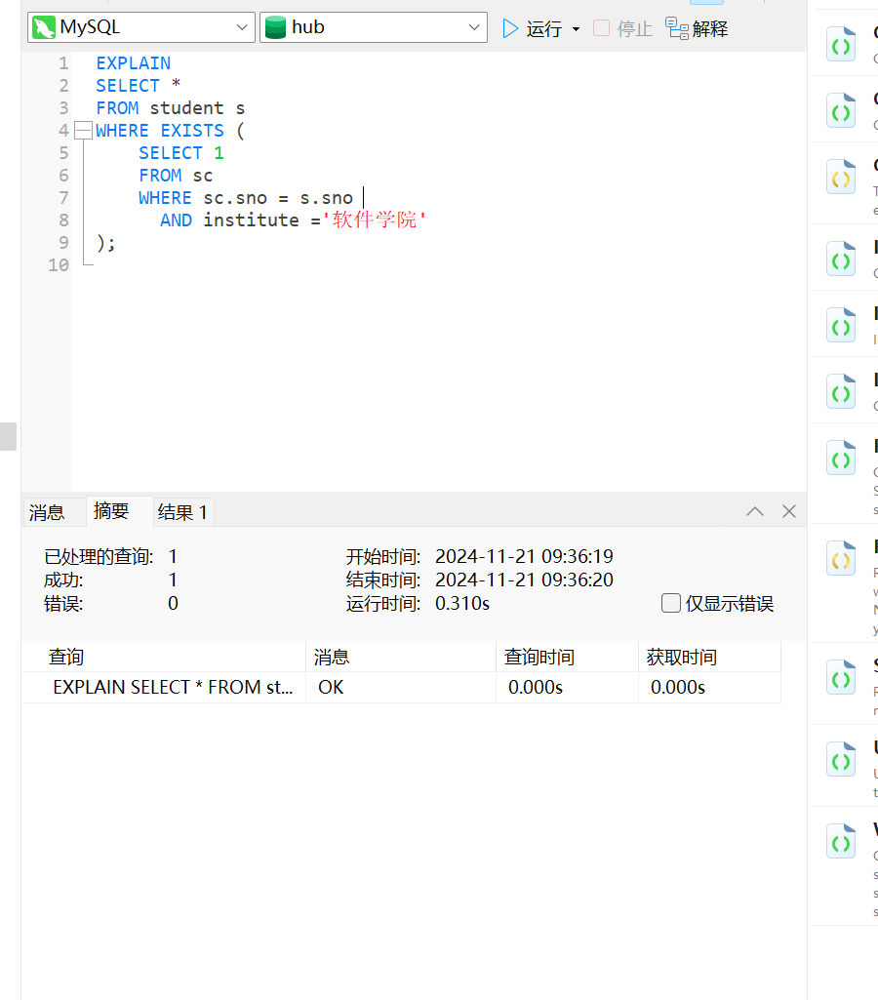 MySQL hub 运行 停止 解释
1 EXPLAIN
2 SELECT *
3 FROM student s
4 WHERE EXISTS (
5 SELECT 1
6 FROM sc
7 WHERE sc.sno = s.sno
8 AND institute ='软件学院'
9 );
10
消息 摘要 结果 1
已处理的查询: 1 开始时间: 2024-11-21 09:36:19
成功: 1 结束时间: 2024-11-21 09:36:20
错误: 0 运行时间: 0.310s 仅显示错误
查询 消息 查询时间 获取时间
EXPLAIN SELECT * FROM st... OK 0.000s 0.000s